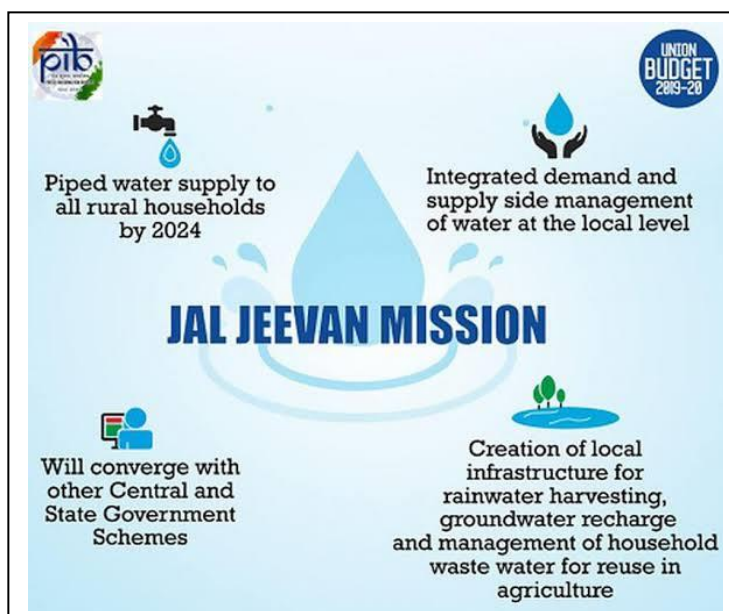 pib
UNION
BUDGET
2019-20
Piped water supply to
all rural households
by 2024
Integrated demand and
supply side management
of water at the local level
JAL JEEVAN MISSION
Will converge with
other Central and
State Government
Schemes
Creation of local
infrastructure for
rainwater harvesting,
groundwater recharge
and management of household
waste water for reuse in
agriculture